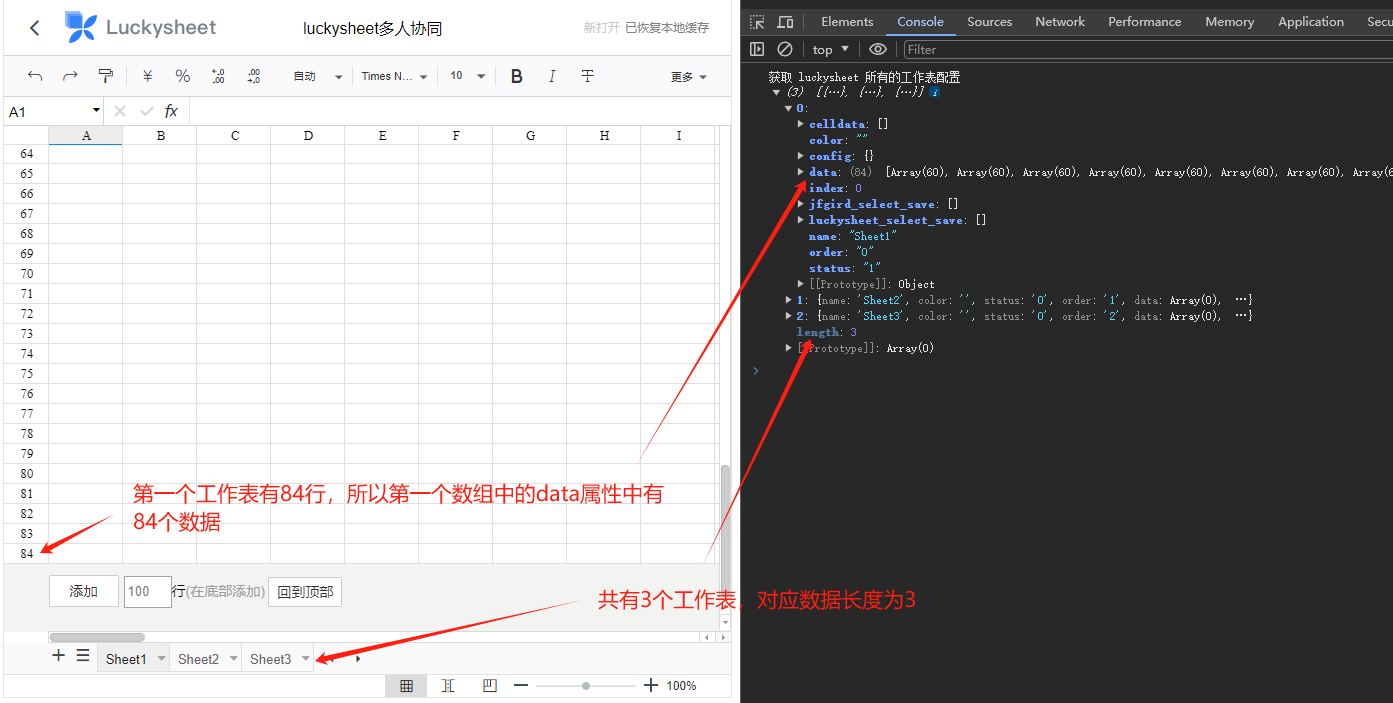 Luckysheet
luckysheet多人协同
新打开 已恢复本地缓存
¥ % .0 .00 .00 .0 自动 Times N... 10 B I T 更多
A1 fx
A B C D E F G H I
64
65
66
67
68
69
70
71
72
73
74
75
76
77
78
79
80
81
82
83
84
第一个工作表有84行，所以第一个数组中的data属性中有
84个数据
添加 100 行(在底部添加) 回到顶部
共有3个工作表，对应数据长度为3
Sheet1 Sheet2 Sheet3
100%
Elements Console Sources Network Performance Memory Application Secu
top Filter
获取 luckysheet 所有的工作表配置
(3) [{…}, {…}, {…}] i
0:
celldata: []
color: ""
config: {}
data: (84) [Array(60), Array(60), Array(60), Array(60), Array(60), Array(60), Array(60), Array(6
index: 0
jfgird_select_save: []
luckysheet_select_save: []
name: "Sheet1"
order: "0"
status: "1"
[[Prototype]]: Object
1: {name: 'Sheet2', color: '', status: '0', order: '1', data: Array(0), …}
2: {name: 'Sheet3', color: '', status: '0', order: '2', data: Array(0), …}
length: 3
[[Prototype]]: Array(0)